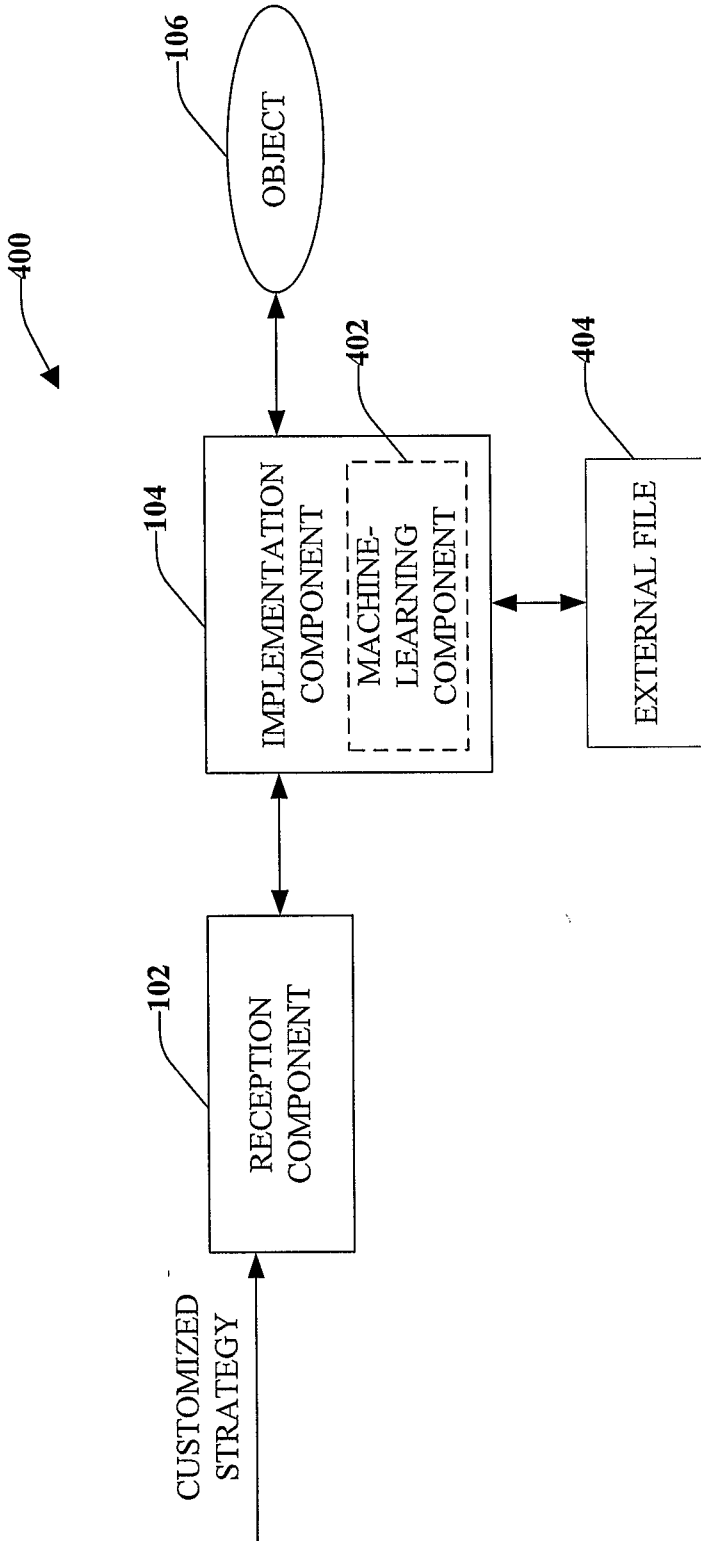 400
CUSTOMIZED
STRATEGY
102
RECEPTION
COMPONENT
104
IMPLEMENTATION
COMPONENT
402
MACHINE-
LEARNING
COMPONENT
106
OBJECT
404
EXTERNAL FILE